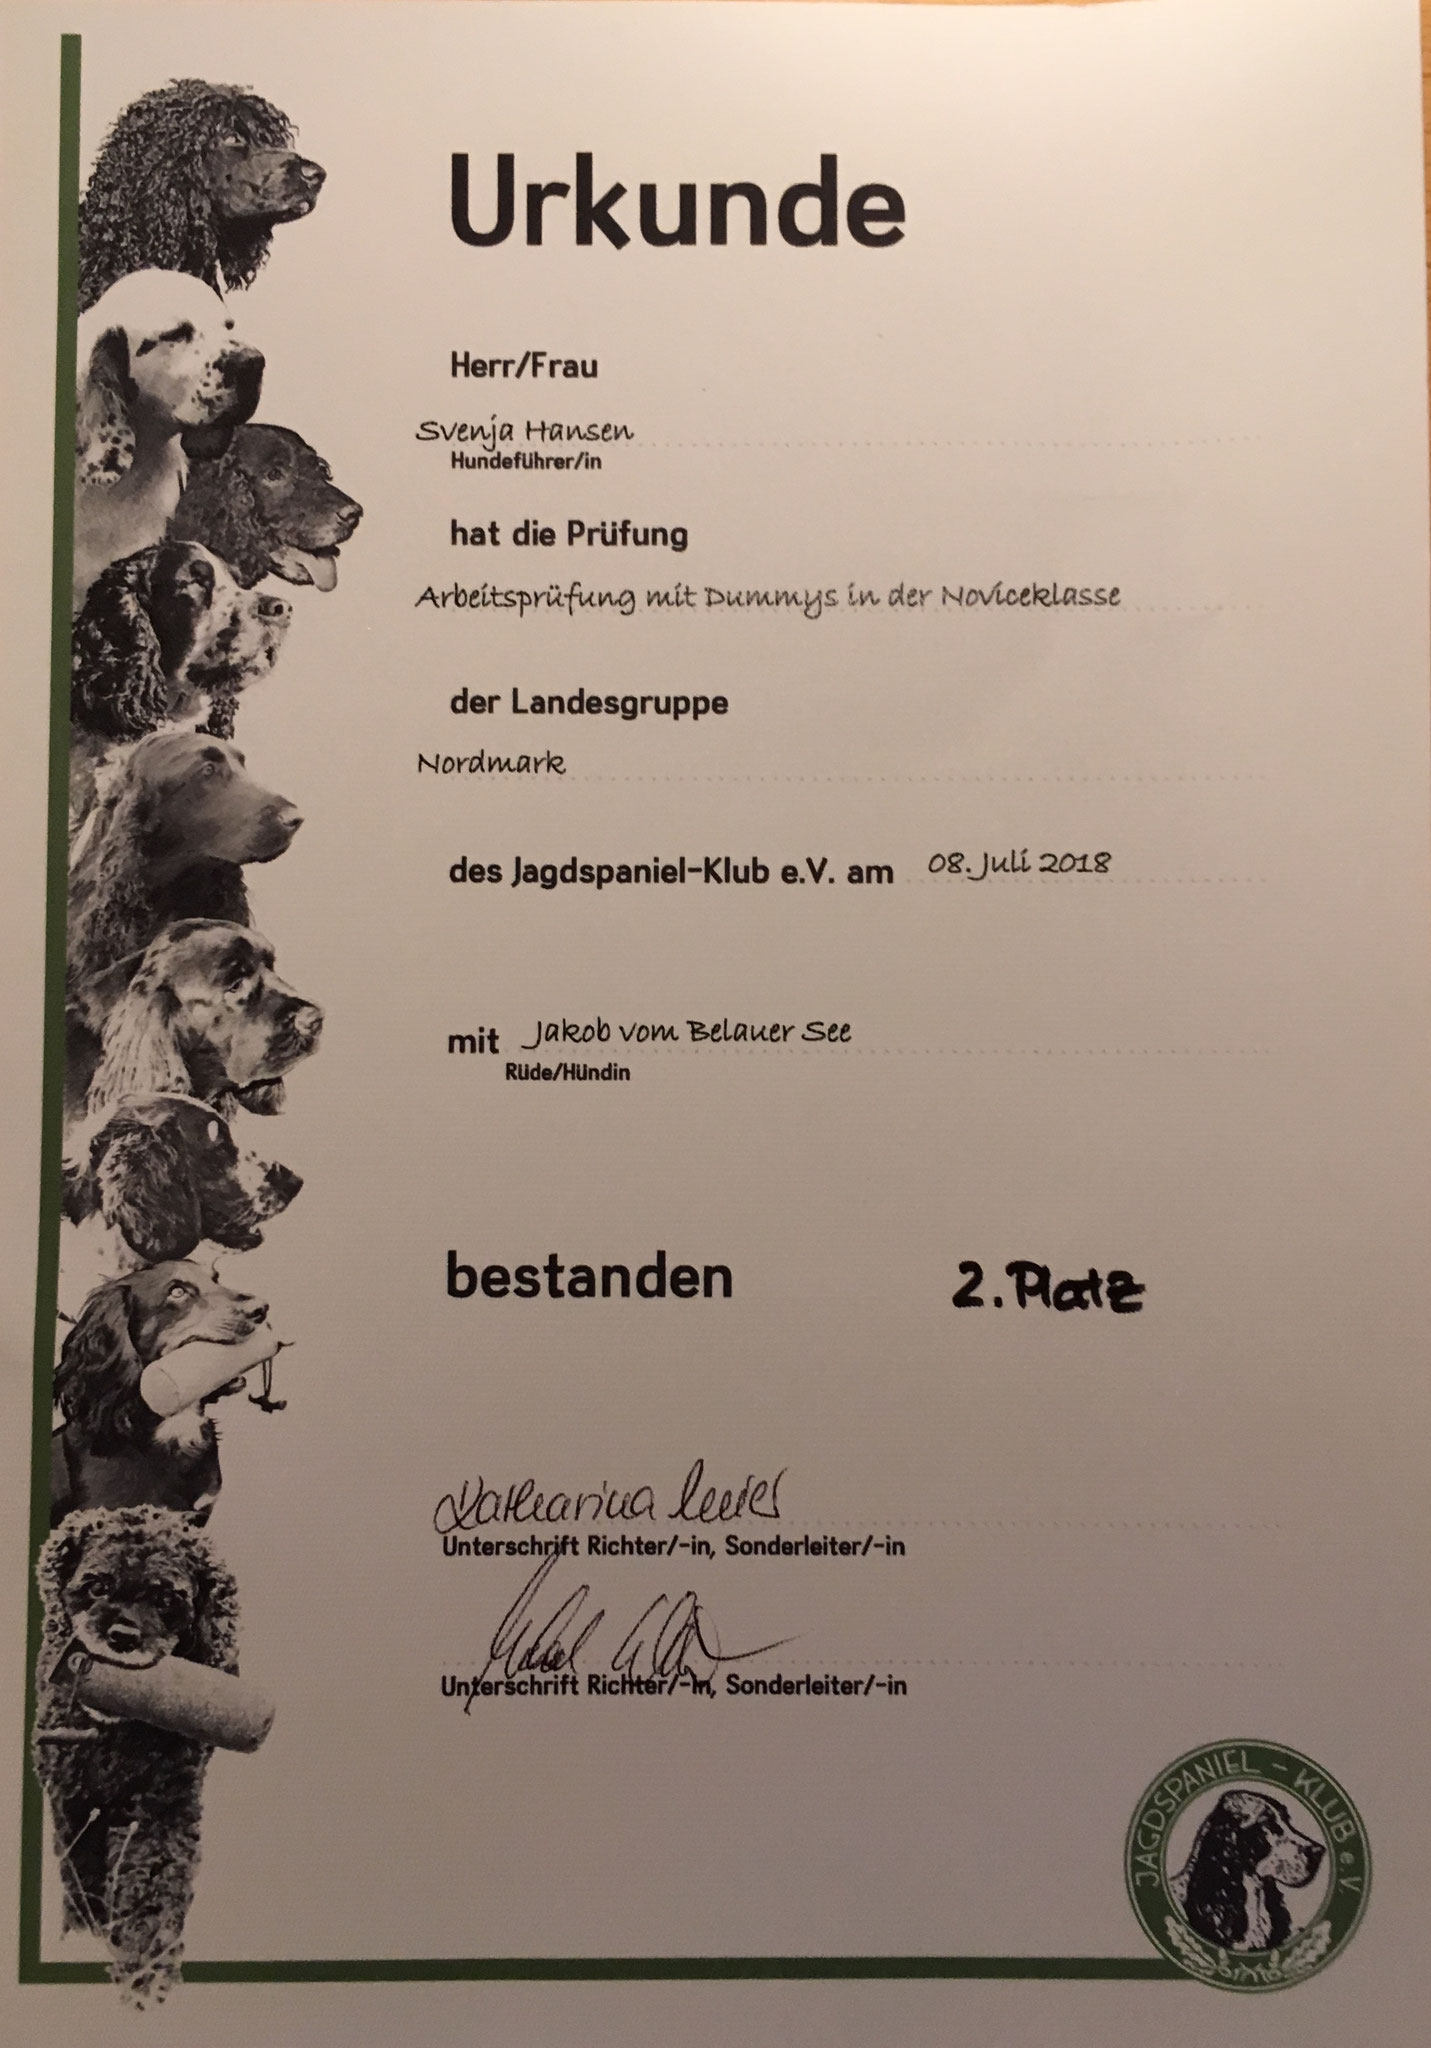 Urkunde
Herr/Frau
Svenja Hansen
Hundeführer/in
hat die Prüfung
Arbeitsprüfung mit Dummys in der Noviceklasse
der Landesgruppe
Nordmark
des Jagdspaniel-Klub e.V. am 08. Juli 2018
mit Jakob vom Belauer See
Rüde/Hündin
bestanden 2. Platz
Katharina
Unterschrift Richter/-in, Sonderleiter/-in
Unterschrift Richter/-in, Sonderleiter/-in
JAGDSPANIEL - KLUB e.V.